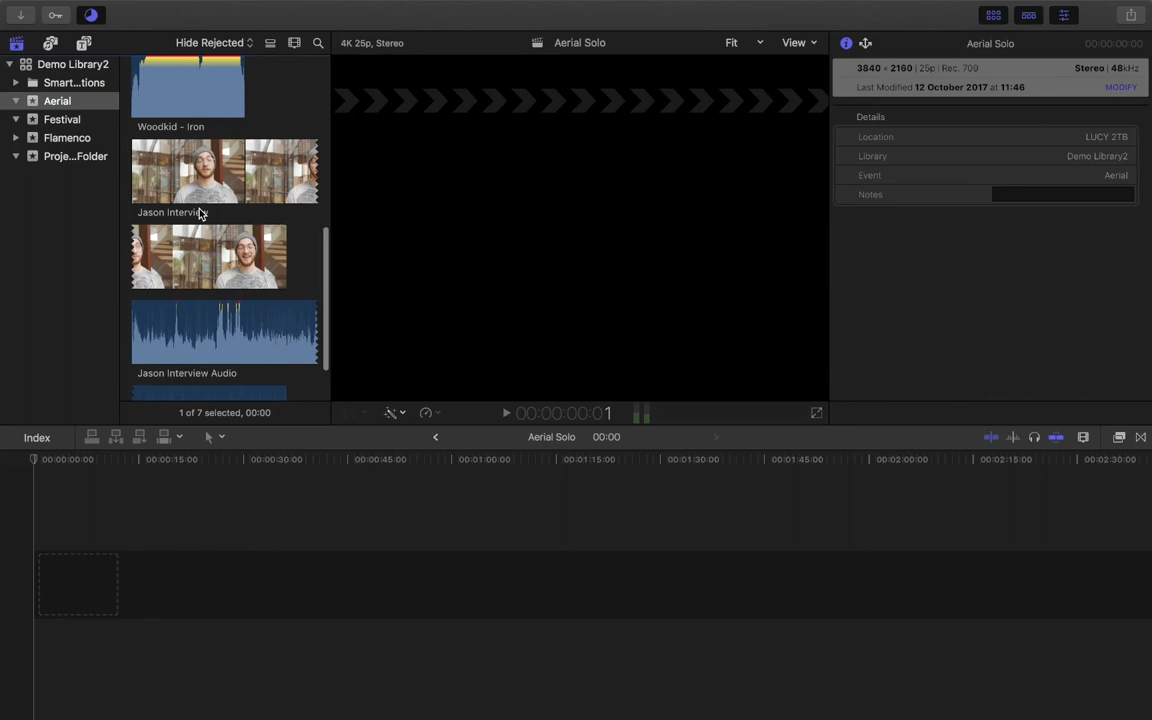 Hide Rejected
4K 25p, Stereo
Aerial Solo
Fit
View
Aerial Solo
00:00:00:00
Demo Library2
Smart...tions
Aerial
Festival
Flamenco
Proje...Folder
Woodkid - Iron
Jason Interview
Jason Interview Audio
1 of 7 selected, 00:00
3840 × 2160 | 25p | Rec. 709
Stereo | 48kHz
Last Modified 12 October 2017 at 11:46
MODIFY
Details
Location LUCY 2TB
Library Demo Library2
Event Aerial
Notes
00:00:00:01
Index
Aerial Solo 00:00
00:00:00:00 00:00:15:00 00:00:30:00 00:00:45:00 00:01:00:00 00:01:15:00 00:01:30:00 00:01:45:00 00:02:00:00 00:02:15:00 00:02:30:00